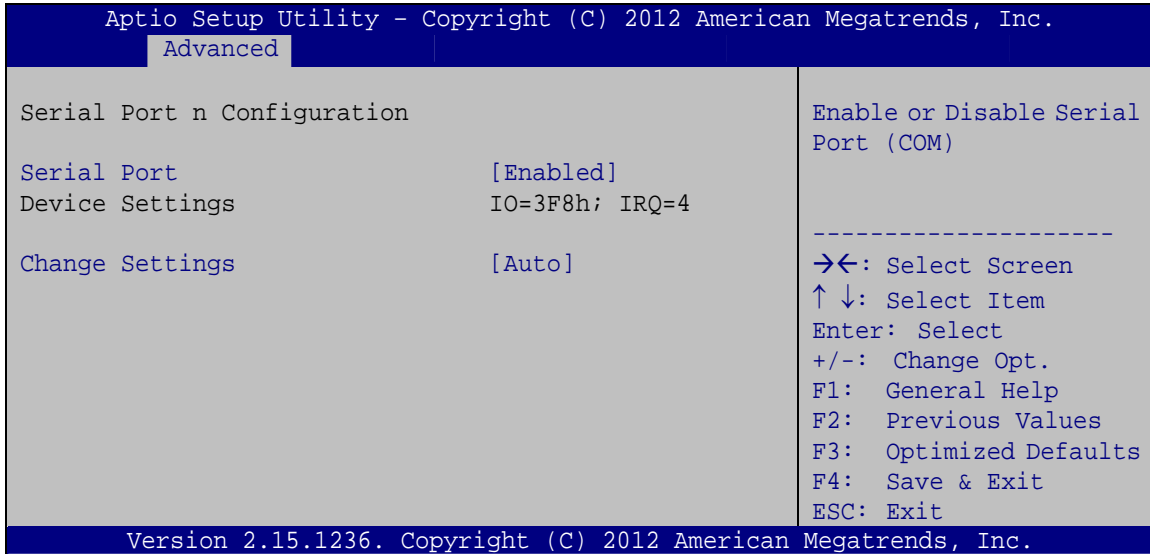 Aptio Setup Utility – Copyright (C) 2012 American Megatrends, Inc.
Advanced
Serial Port n Configuration
Serial Port [Enabled]
Device Settings IO=3F8h; IRQ=4
Change Settings [Auto]
Enable or Disable Serial
Port (COM)
---------------------
→←: Select Screen
↑ ↓: Select Item
Enter: Select
+/-: Change Opt.
F1: General Help
F2: Previous Values
F3: Optimized Defaults
F4: Save & Exit
ESC: Exit
Version 2.15.1236. Copyright (C) 2012 American Megatrends, Inc.